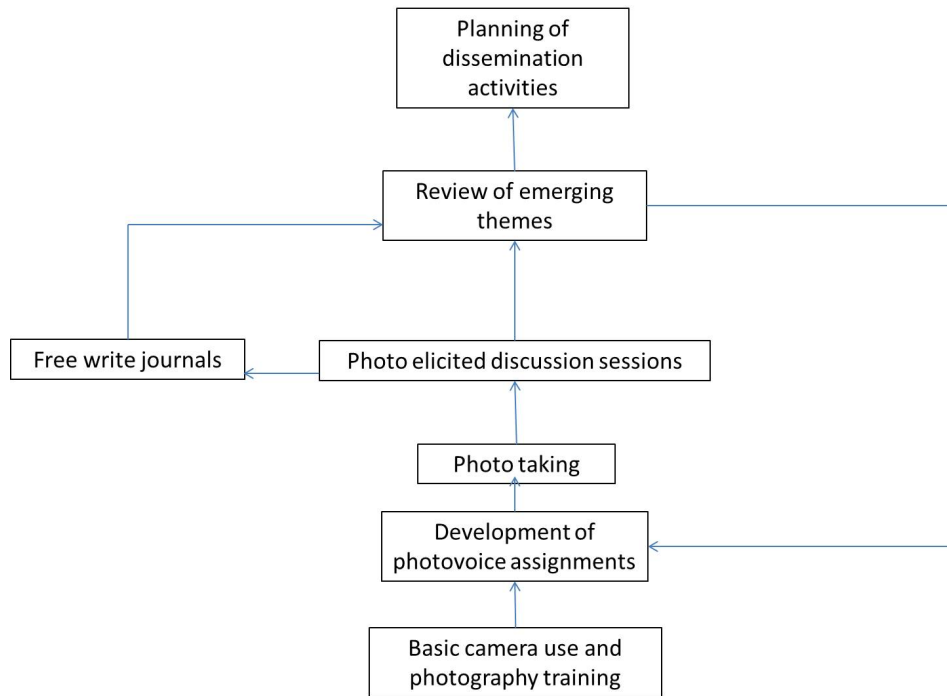 Planning of
dissemination
activities
Review of emerging
themes
Free write journals
Photo elicited discussion sessions
Photo taking
Development of
photovoice assignments
Basic camera use and
photography training